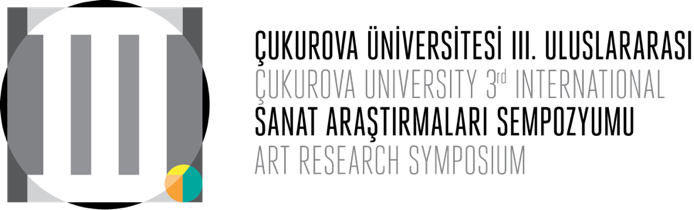 ÇUKUROVA ÜNİVERSİTESİ III. ULUSLARARASI
ÇUKUROVA UNIVERSITY 3rd INTERNATIONAL
SANAT ARAŞTIRMALARI SEMPOZYUMU
ART RESEARCH SYMPOSIUM